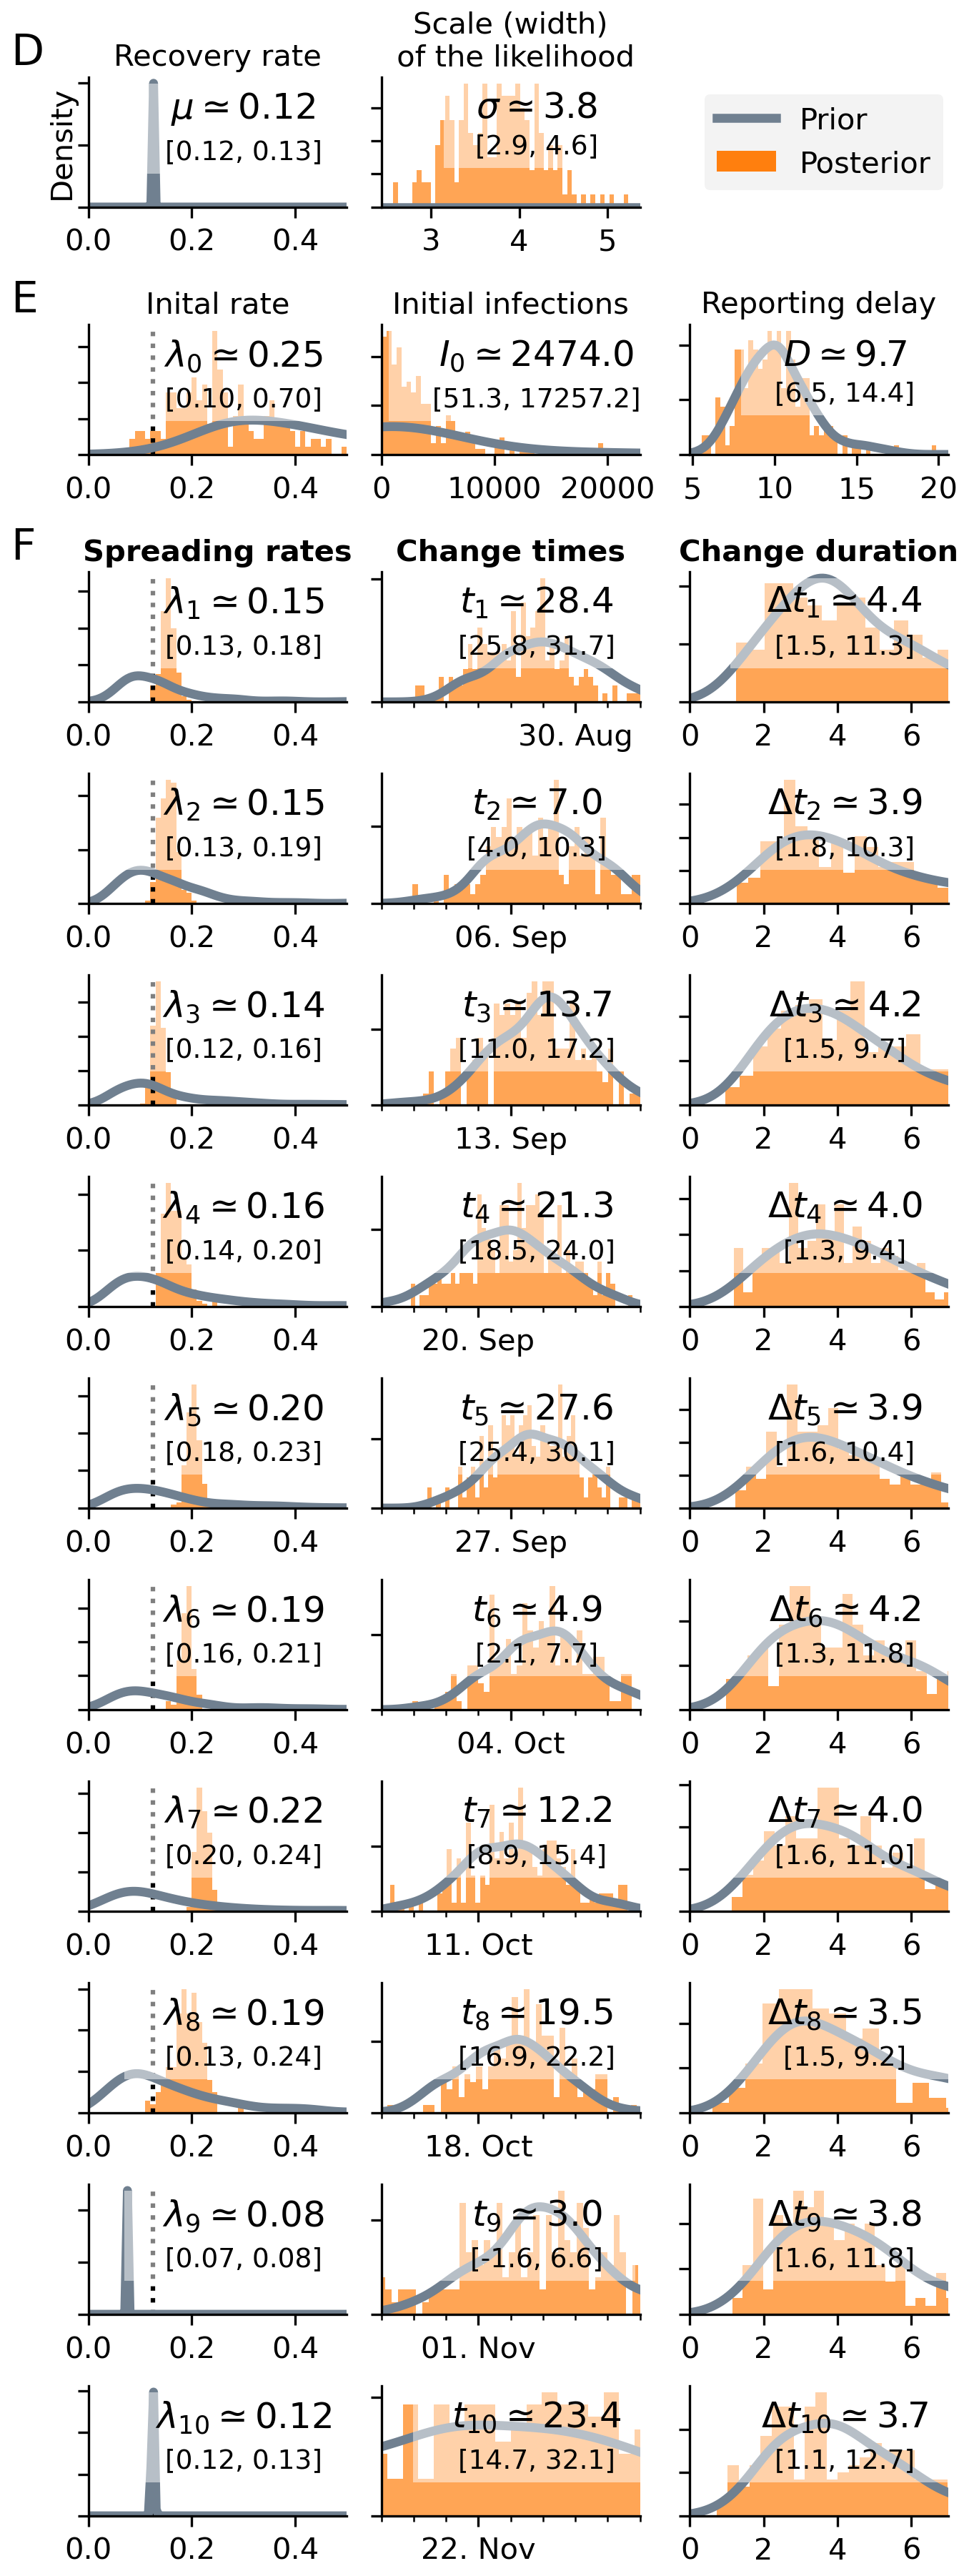 D
Recovery rate
Scale (width)
of the likelihood
Density
μ ≃ 0.12
[0.12, 0.13]
0.0 0.2 0.4
σ ≃ 3.8
[2.9, 4.6]
3 4 5
Prior
Posterior
E
Inital rate
λ0 ≃ 0.25
[0.10, 0.70]
0.0 0.2 0.4
Initial infections
I0 ≃ 2474.0
[51.3, 17257.2]
0 10000 20000
Reporting delay
D ≃ 9.7
[6.5, 14.4]
5 10 15 20
F
Spreading rates
Change times
Change duration
λ1 ≃ 0.15
[0.13, 0.18]
0.0 0.2 0.4
t1 ≃ 28.4
[25.8, 31.7]
30. Aug
Δt1 ≃ 4.4
[1.5, 11.3]
0 2 4 6
λ2 ≃ 0.15
[0.13, 0.19]
0.0 0.2 0.4
t2 ≃ 7.0
[4.0, 10.3]
06. Sep
Δt2 ≃ 3.9
[1.8, 10.3]
0 2 4 6
λ3 ≃ 0.14
[0.12, 0.16]
0.0 0.2 0.4
t3 ≃ 13.7
[11.0, 17.2]
13. Sep
Δt3 ≃ 4.2
[1.5, 9.7]
0 2 4 6
λ4 ≃ 0.16
[0.14, 0.20]
0.0 0.2 0.4
t4 ≃ 21.3
[18.5, 24.0]
20. Sep
Δt4 ≃ 4.0
[1.3, 9.4]
0 2 4 6
λ5 ≃ 0.20
[0.18, 0.23]
0.0 0.2 0.4
t5 ≃ 27.6
[25.4, 30.1]
27. Sep
Δt5 ≃ 3.9
[1.6, 10.4]
0 2 4 6
λ6 ≃ 0.19
[0.16, 0.21]
0.0 0.2 0.4
t6 ≃ 4.9
[2.1, 7.7]
04. Oct
Δt6 ≃ 4.2
[1.3, 11.8]
0 2 4 6
λ7 ≃ 0.22
[0.20, 0.24]
0.0 0.2 0.4
t7 ≃ 12.2
[8.9, 15.4]
11. Oct
Δt7 ≃ 4.0
[1.6, 11.0]
0 2 4 6
λ8 ≃ 0.19
[0.13, 0.24]
0.0 0.2 0.4
t8 ≃ 19.5
[16.9, 22.2]
18. Oct
Δt8 ≃ 3.5
[1.5, 9.2]
0 2 4 6
λ9 ≃ 0.08
[0.07, 0.08]
0.0 0.2 0.4
t9 ≃ 3.0
[-1.6, 6.6]
01. Nov
Δt9 ≃ 3.8
[1.6, 11.8]
0 2 4 6
λ10 ≃ 0.12
[0.12, 0.13]
0.0 0.2 0.4
t10 ≃ 23.4
[14.7, 32.1]
22. Nov
Δt10 ≃ 3.7
[1.1, 12.7]
0 2 4 6